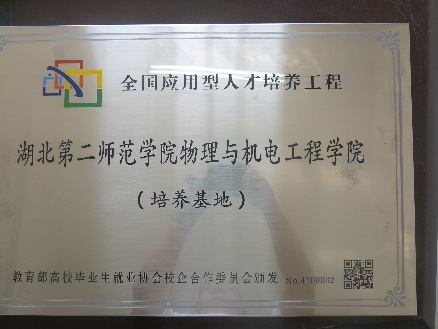 全国应用型人才培养工程
湖北第二师范学院物理与机电工程学院
(培养基地)
教育部高校毕业生就业协会校企合作委员会颁发 No.4200042